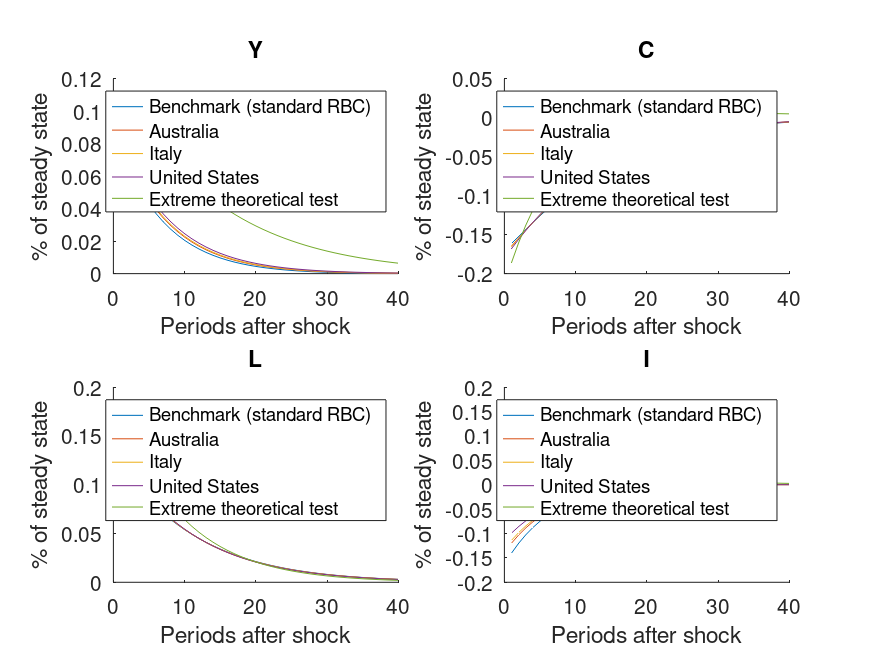 Y
% of steady state
0.12
0.1
0.08
0.06
0.04
0.02
0
Benchmark (standard RBC)
Australia
Italy
United States
Extreme theoretical test
0 10 20 30 40
Periods after shock
C
% of steady state
0.05
0
-0.05
-0.1
-0.15
-0.2
Benchmark (standard RBC)
Australia
Italy
United States
Extreme theoretical test
0 10 20 30 40
Periods after shock
L
% of steady state
0.2
0.15
0.1
0.05
0
Benchmark (standard RBC)
Australia
Italy
United States
Extreme theoretical test
0 10 20 30 40
Periods after shock
I
% of steady state
0.2
0.15
0.1
0.05
0
-0.05
-0.1
-0.15
-0.2
Benchmark (standard RBC)
Australia
Italy
United States
Extreme theoretical test
0 10 20 30 40
Periods after shock